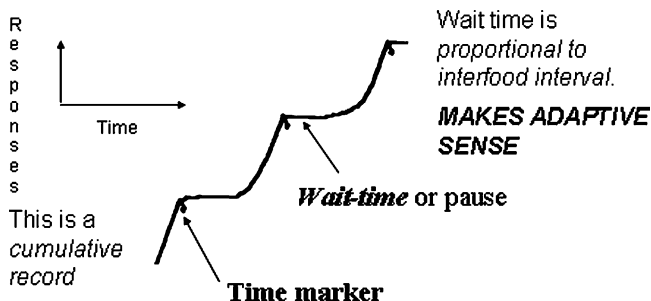 Responses
Time
This is a
cumulative
record
Time marker
Wait-time or pause
Wait time is
proportional to
interfood interval.
MAKES ADAPTIVE
SENSE